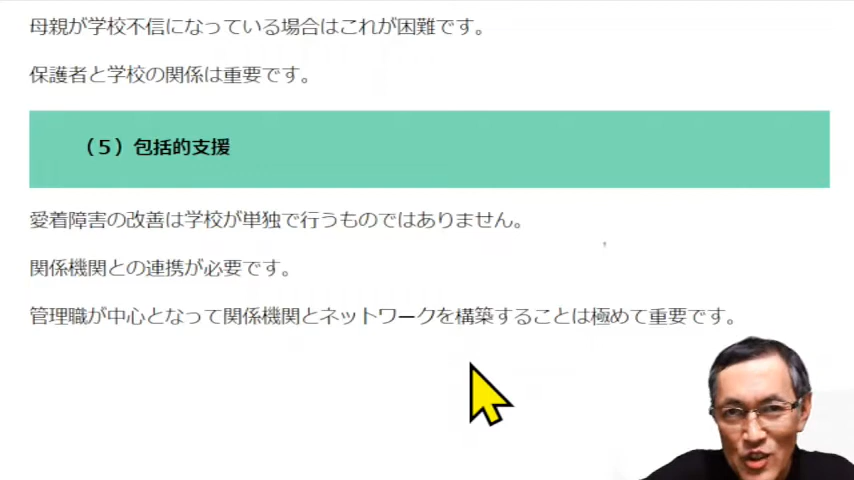 母親が学校不信になっている場合はこれが困難です。
保護者と学校の関係は重要です。
（5）包括的支援
愛着障害の改善は学校が単独で行うものではありません。
関係機関との連携が必要です。
管理職が中心となって関係機関とネットワークを構築することは極めて重要です。